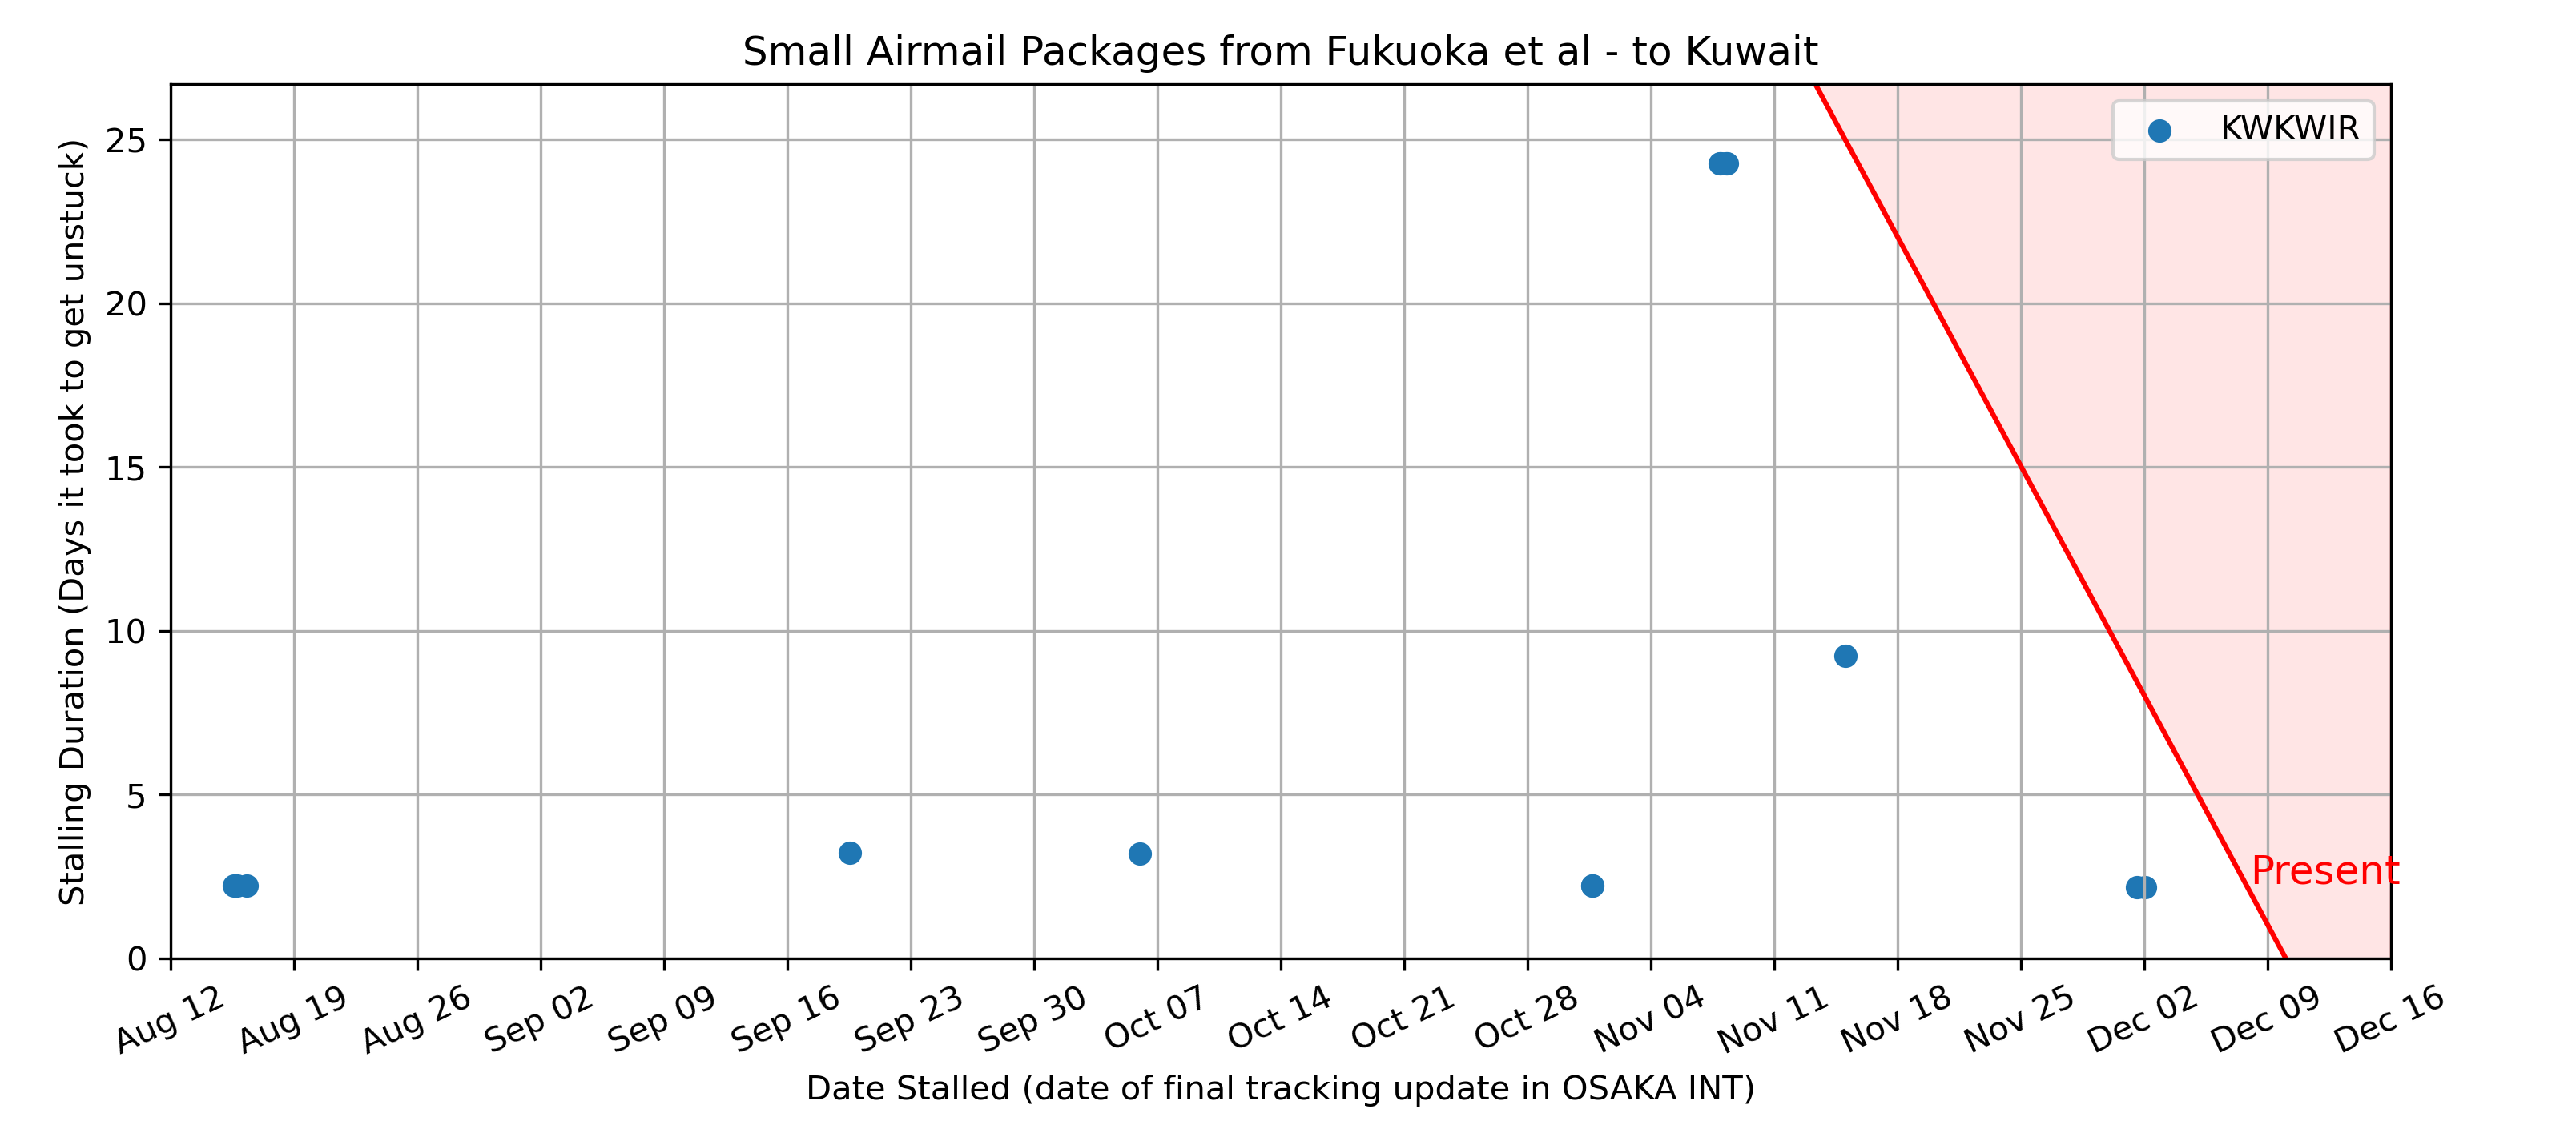 Small Airmail Packages from Fukuoka et al - to Kuwait
KWKWIR
Stalling Duration (Days it took to get unstuck)
25
20
15
10
5
0
Present
Aug 12
Aug 19
Aug 26
Sep 02
Sep 09
Sep 16
Sep 23
Sep 30
Oct 07
Oct 14
Oct 21
Oct 28
Nov 04
Nov 11
Nov 18
Nov 25
Dec 02
Dec 09
Dec 16
Date Stalled (date of final tracking update in OSAKA INT)